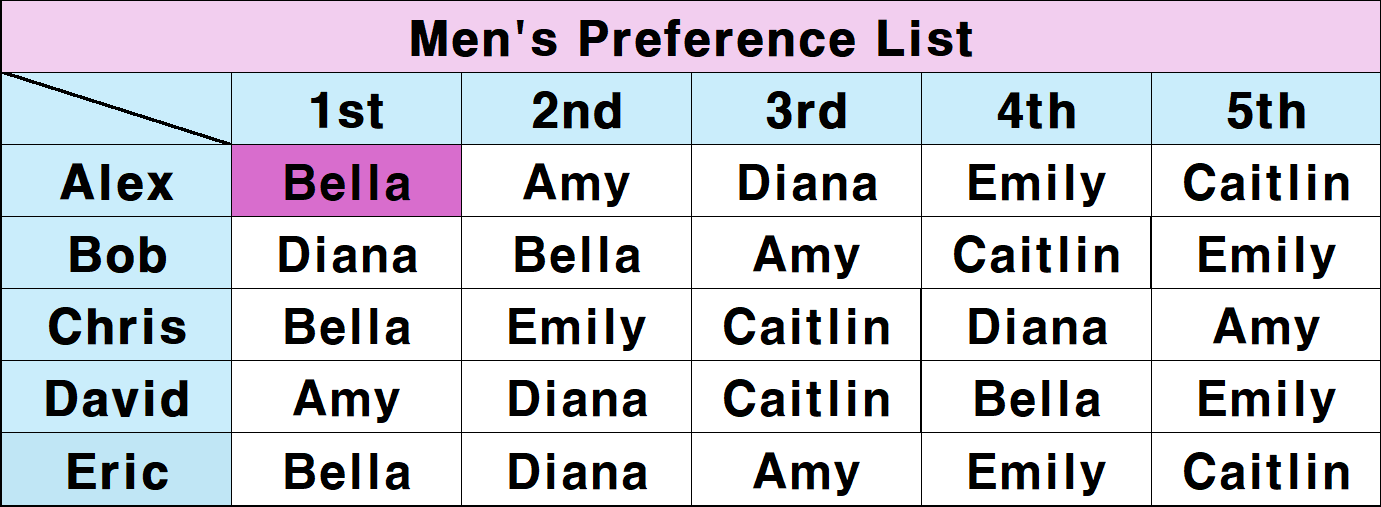 Men's Preference List
1st 2nd 3rd 4th 5th
Alex Bella Amy Diana Emily Caitlin
Bob Diana Bella Amy Caitlin Emily
Chris Bella Emily Caitlin Diana Amy
David Amy Diana Caitlin Bella Emily
Eric Bella Diana Amy Emily Caitlin